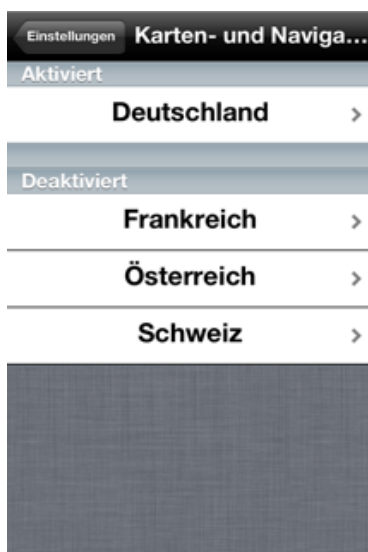 Einstellungen Karten- und Naviga...
Aktiviert
Deutschland
Deaktiviert
Frankreich
Österreich
Schweiz